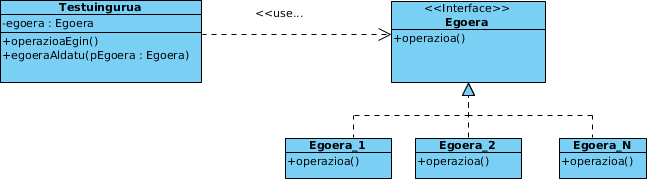 Testuingurua
-egoera : Egoera
+operazioaEgin()
+egoeraAldatu(pEgoera : Egoera)
<<use...
<<Interface>>
Egoera
+operazioa()
Egoera_1
+operazioa()
Egoera_2
+operazioa()
Egoera_N
+operazioa()